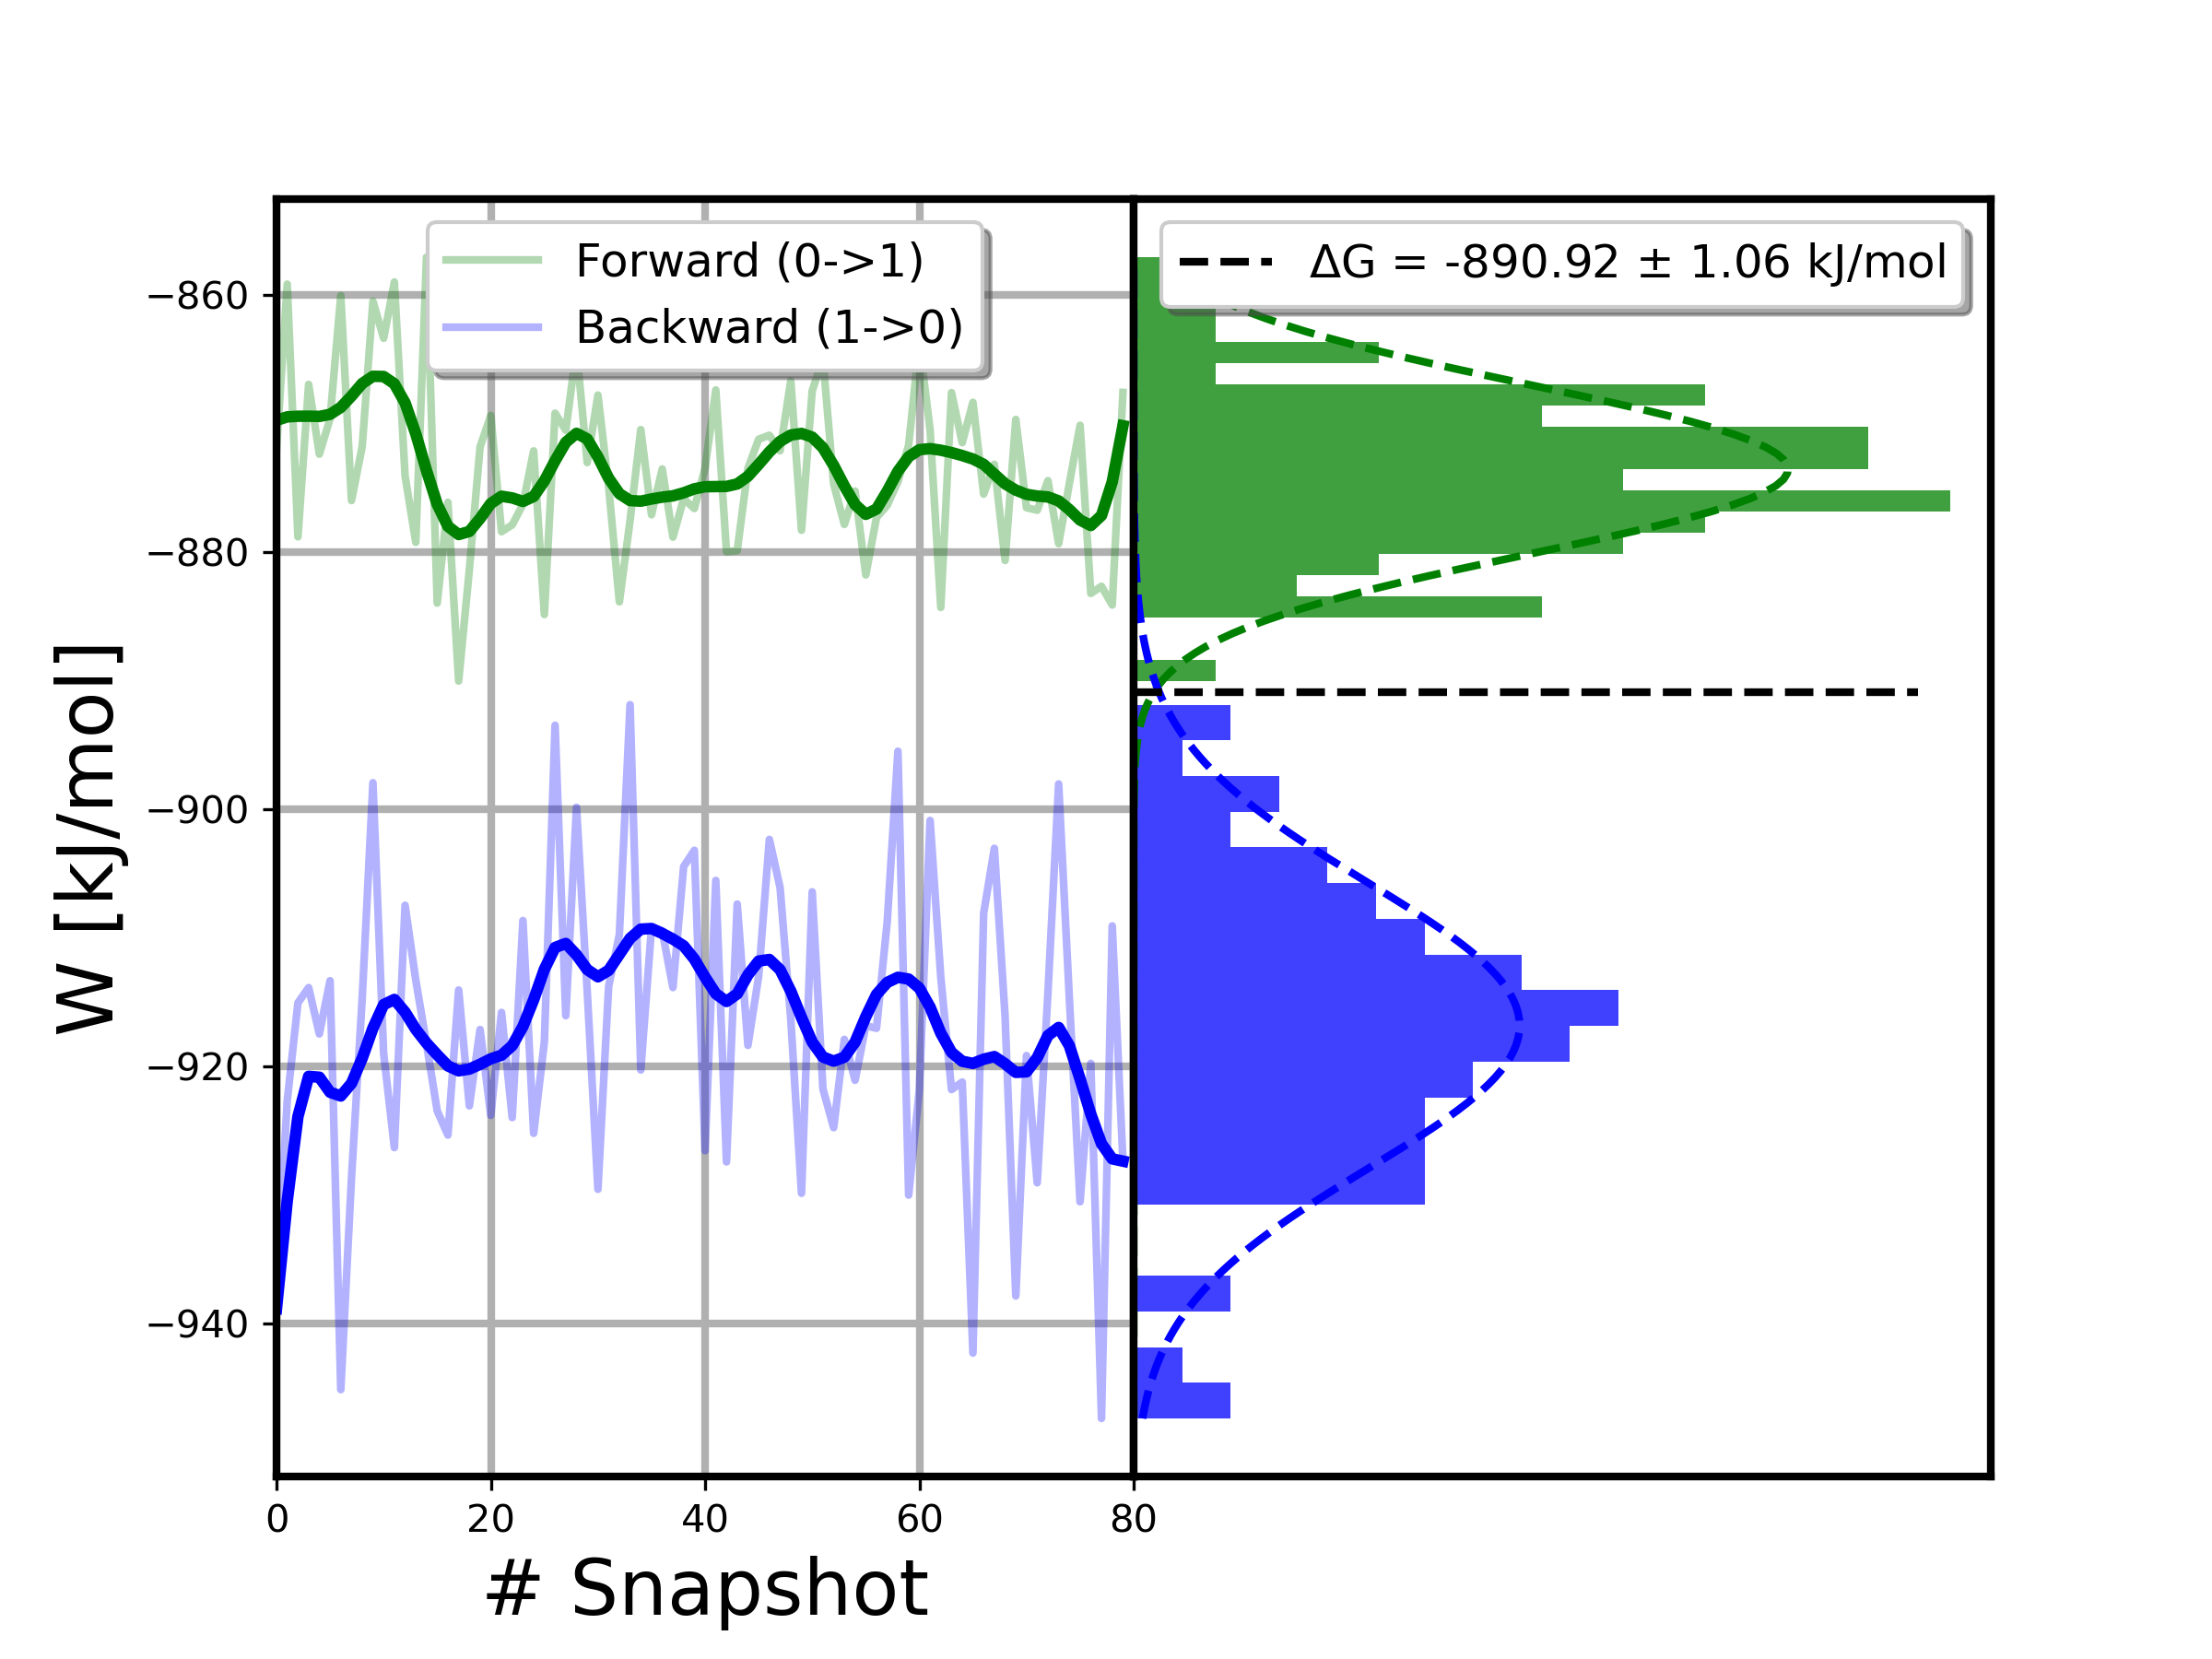 Forward (0->1)
Backward (1->0)
ΔG = -890.92 ± 1.06 kJ/mol
W [kJ/mol]
−860
−880
−900
−920
−940
0 20 40 60 80
# Snapshot